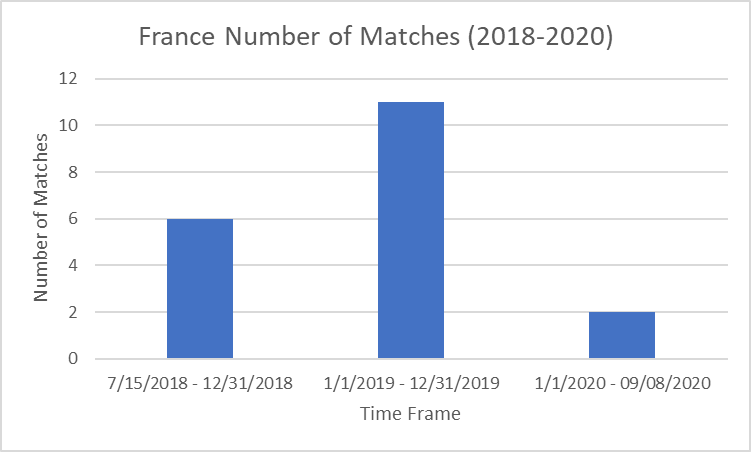 France Number of Matches (2018-2020)
12
10
8
6
4
2
0
Number of Matches
7/15/2018 - 12/31/2018
1/1/2019 - 12/31/2019
1/1/2020 - 09/08/2020
Time Frame